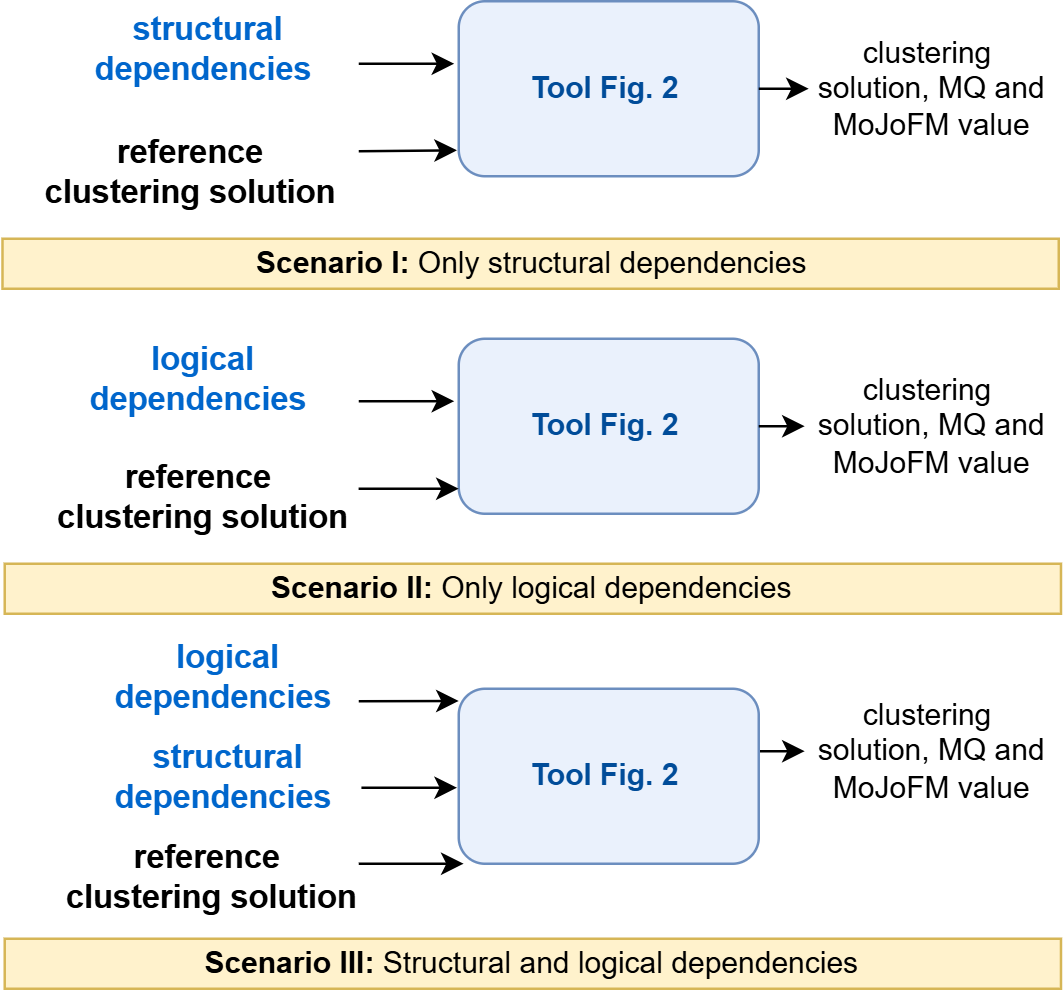 structural
dependencies
reference
clustering solution
Tool Fig. 2
clustering
solution, MQ and
MoJoFM value
Scenario I: Only structural dependencies
logical
dependencies
reference
clustering solution
Tool Fig. 2
clustering
solution, MQ and
MoJoFM value
Scenario II: Only logical dependencies
logical
dependencies
structural
dependencies
reference
clustering solution
Tool Fig. 2
clustering
solution, MQ and
MoJoFM value
Scenario III: Structural and logical dependencies